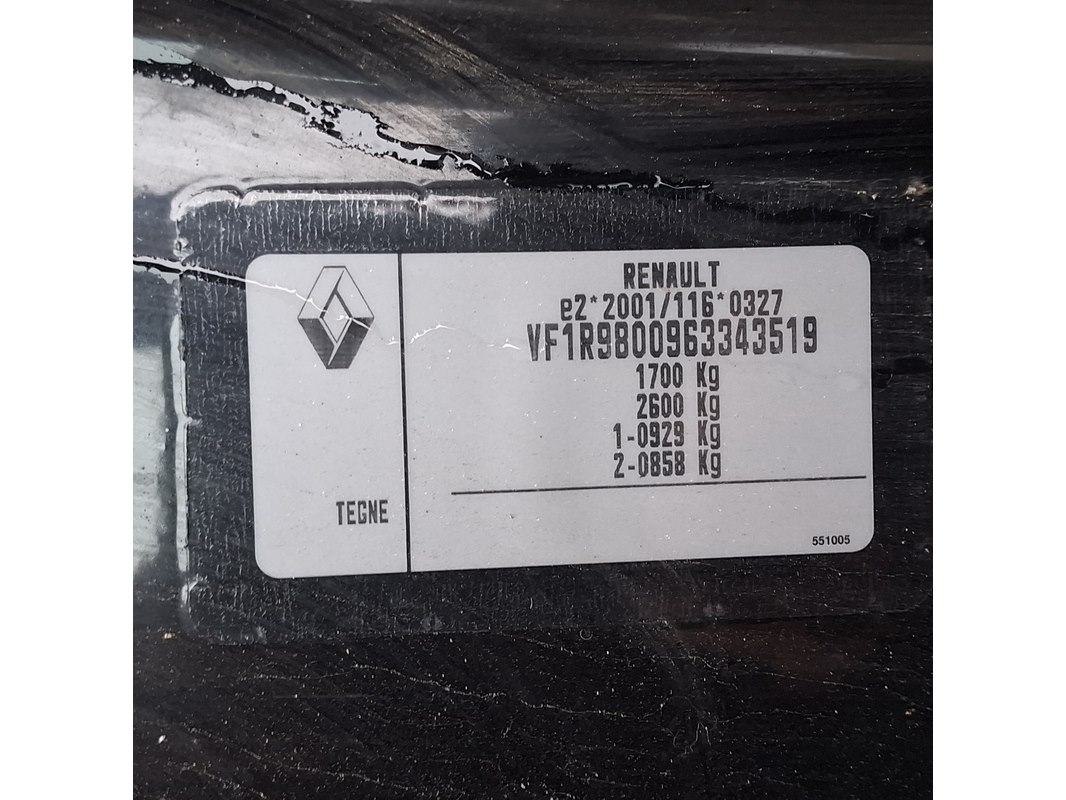 RENAULT
e2*2001/116*0327
VF1R9800963343519
1700 Kg
2600 Kg
1-0929 Kg
2-0858 Kg
TEGNE
551005